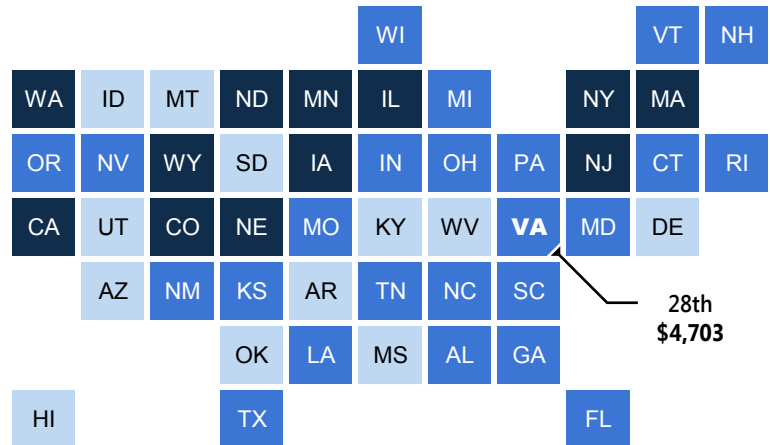 WI VT NH
WA ID MT ND MN IL MI NY MA
OR NV WY SD IA IN OH PA NJ CT RI
CA UT CO NE MO KY WV VA MD DE
AZ NM KS AR TN NC SC
28th
$4,703
OK LA MS AL GA
HI TX FL